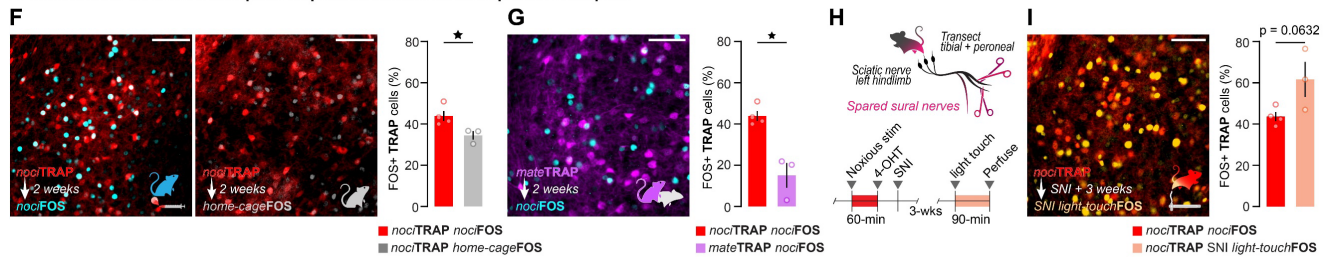 F
nociTRAP
2 weeks
nociFOS
nociTRAP
2 weeks
home-cageFOS
FOS+ TRAP cells (%)
80
60
40
20
0
nociTRAP nociFOS
nociTRAP home-cageFOS
G
mateTRAP
2 weeks
nociFOS
FOS+ TRAP cells (%)
80
60
40
20
0
nociTRAP nociFOS
mateTRAP nociFOS
H
Transect
tibial + peroneal
Sciatic nerve
left hindlimb
Spared sural nerves
Noxious stim
4-OHT
SNI
light touch
Perfuse
60-min
3-wks
90-min
I
nociTRAP
SNI + 3 weeks
SNI light-touchFOS
p = 0.0632
FOS+ TRAP cells (%)
80
60
40
20
0
nociTRAP nociFOS
nociTRAP SNI light-touchFOS